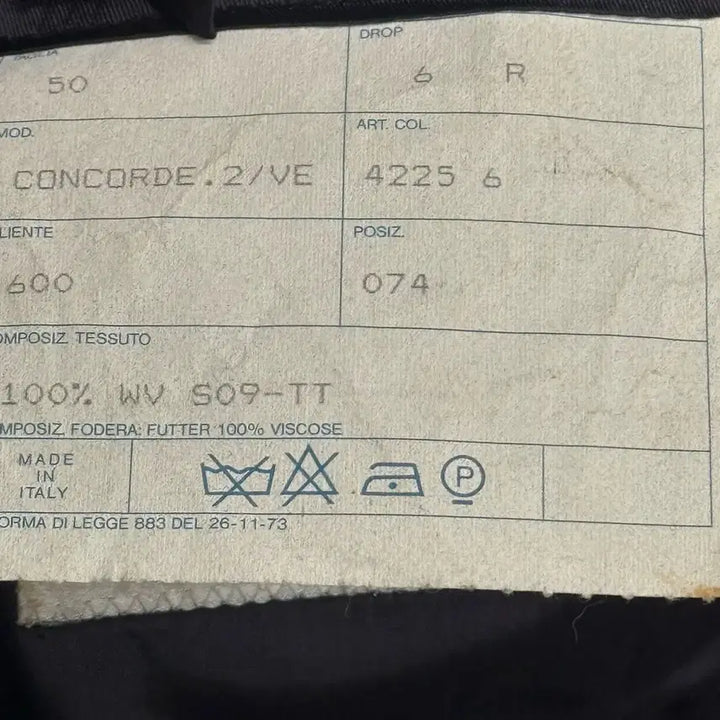 DROP
50
6 R
MOD.
ART. COL.
CONCORDE.2/VE
4225 6
LIENTE
POSIZ.
600
074
OMPOSIZ. TESSUTO
100% WV S09-TT
MPOSIZ. FODERA: FUTTER 100% VISCOSE
MADE
IN
ITALY
P
ORMA DI LEGGE 883 DEL 26-11-73